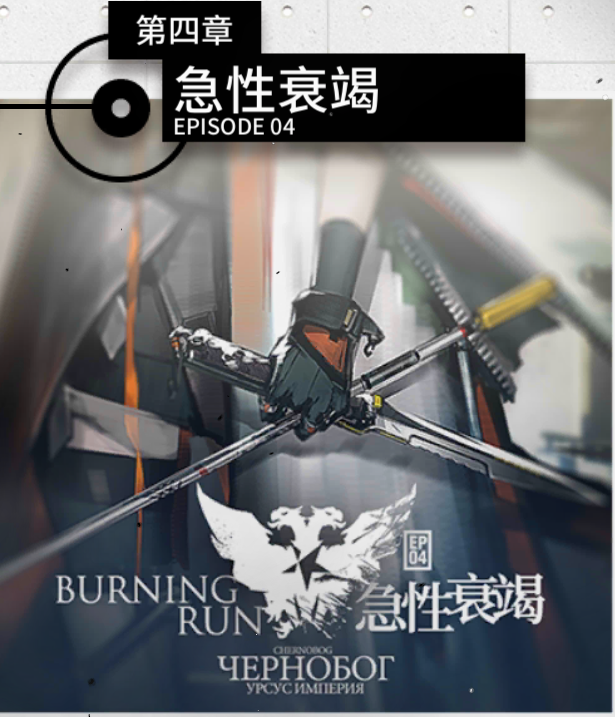 第四章
急性衰竭
EPISODE 04
EP
04
BURNING
RUN
急性衰竭
CHERNOBOG
ЧЕРНОБОГ
УРСУС ИМПЕРИЯ